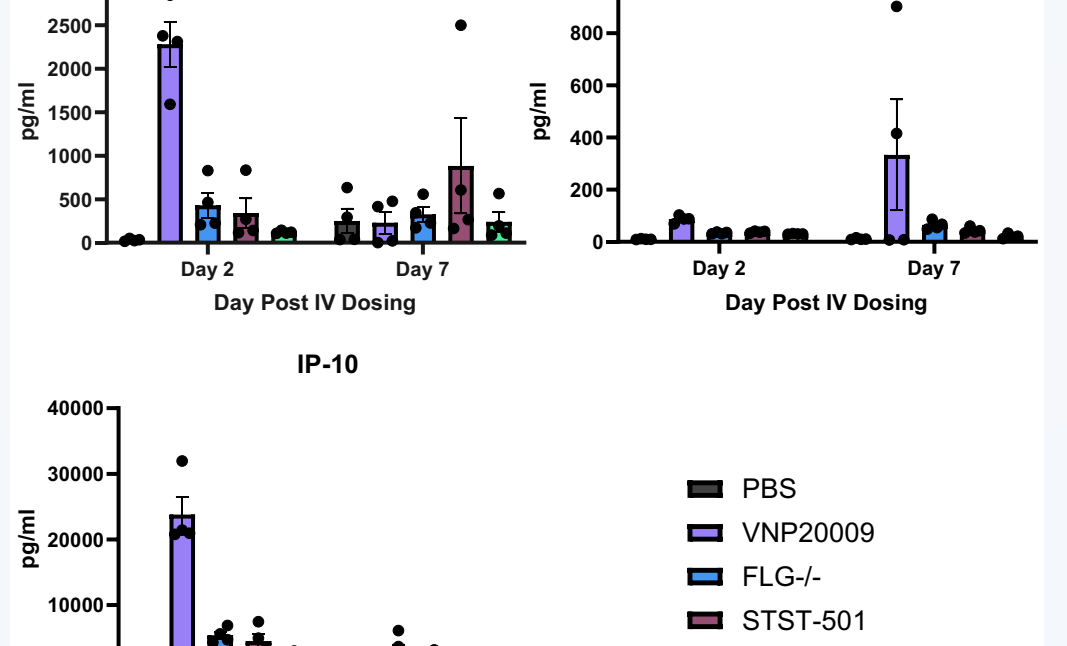 2500
2000
1500
1000
500
0
pg/ml
Day 2
Day 7
Day Post IV Dosing
800
600
400
200
0
pg/ml
Day 2
Day 7
Day Post IV Dosing
IP-10
40000
30000
20000
10000
pg/ml
PBS
VNP20009
FLG-/-
STST-501